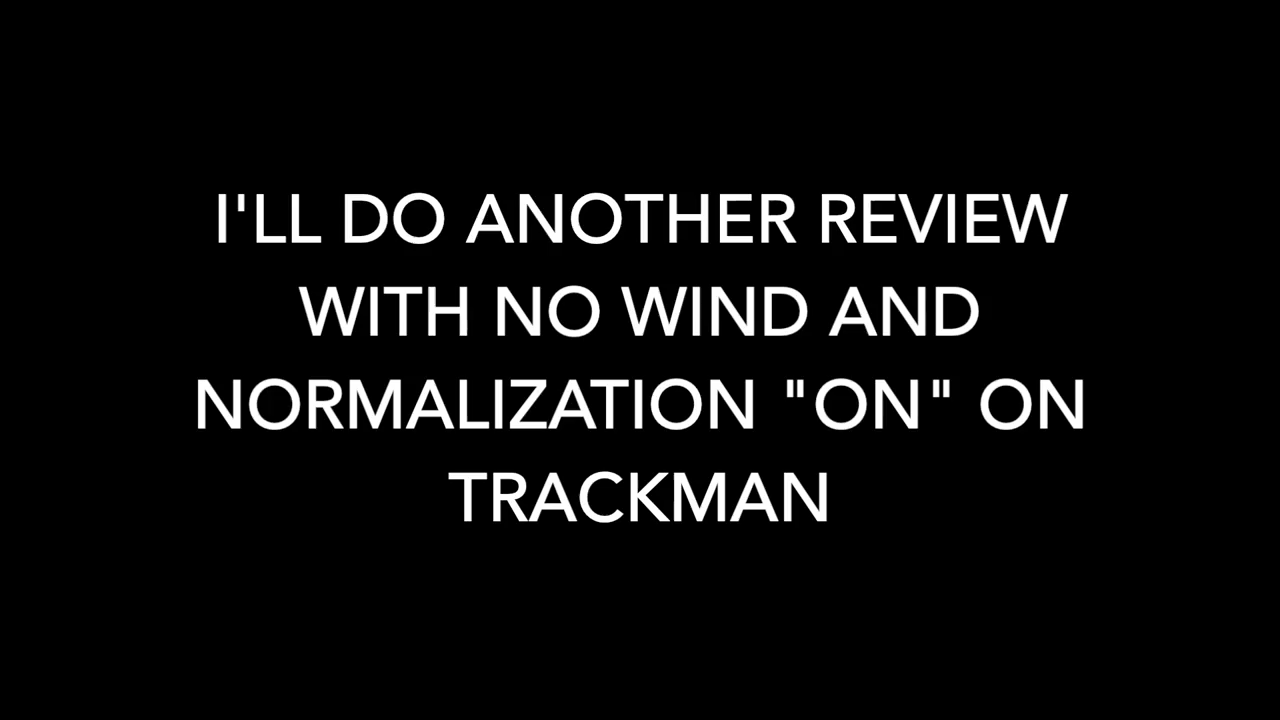 I'LL DO ANOTHER REVIEW
WITH NO WIND AND
NORMALIZATION "ON" ON
TRACKMAN